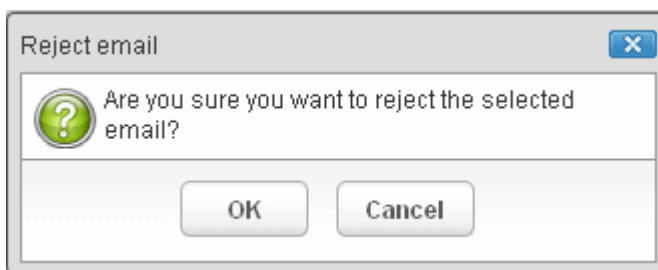 Reject email
Are you sure you want to reject the selected
email?
OK
Cancel